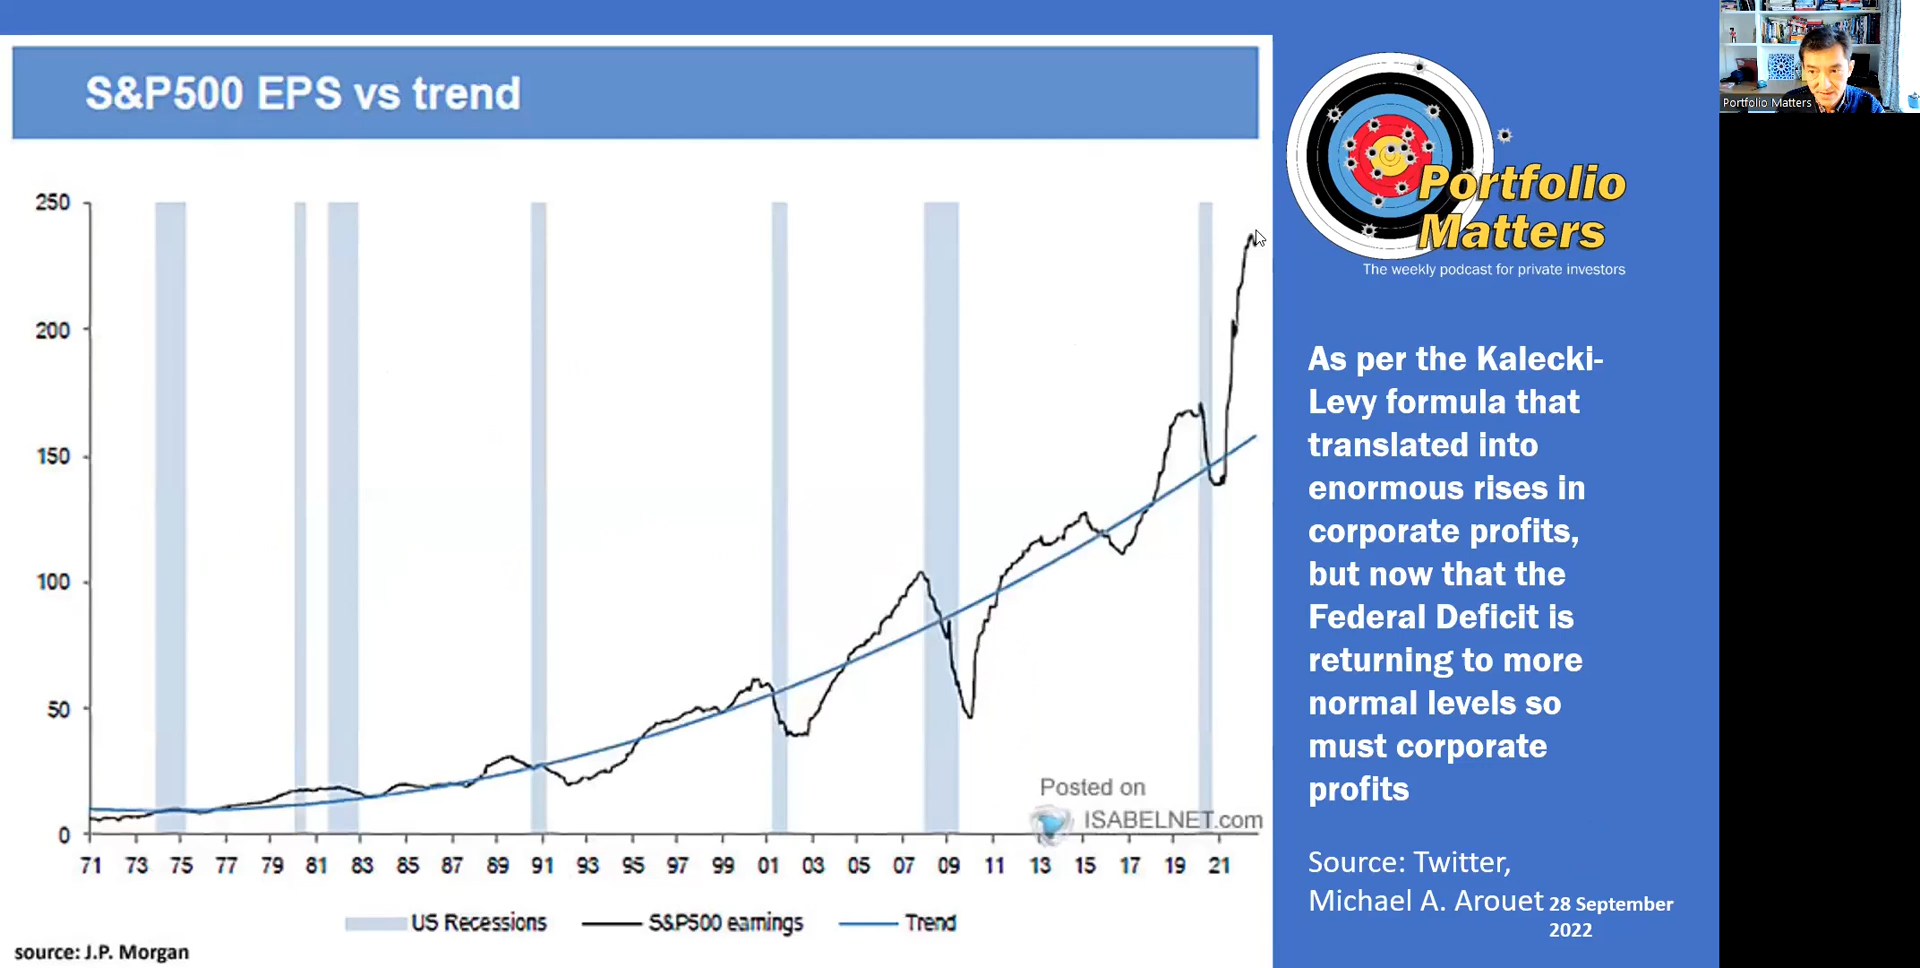 S&P500 EPS vs trend
250
200
150
100
50
0
71 73 75 77 79 81 83 85 87 89 91 93 95 97 99 01 03 05 07 09 11 13 15 17 19 21
Posted on
ISABELNET.com
US Recessions S&P500 earnings Trend
source: J.P. Morgan
Portfolio
Matters
The weekly podcast for private investors
As per the Kalecki-
Levy formula that
translated into
enormous rises in
corporate profits,
but now that the
Federal Deficit is
returning to more
normal levels so
must corporate
profits
Source: Twitter,
Michael A. Arouet
28 September
2022
Portfolio Matters